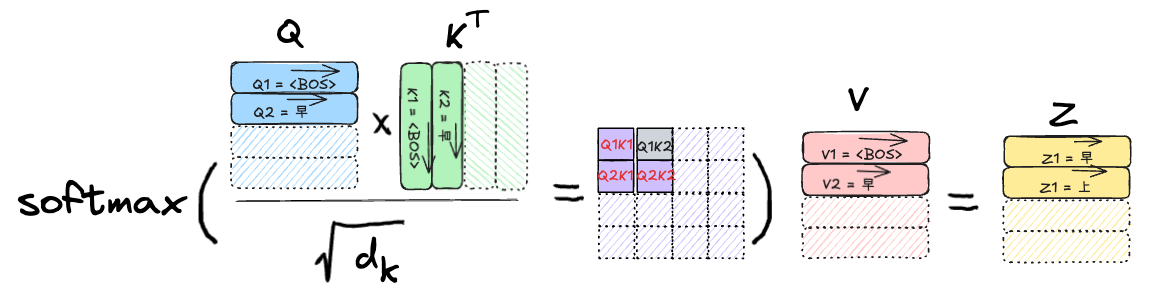 Q
K^T
Q1 = <BOS>
Q2 = 早
x
K1 = <BOS>
K2 = 早
softmax (
√d_k
=
Q1K1 Q1K2
Q2K1 Q2K2
)
V
V1 = <BOS>
V2 = 早
=
Z
Z1 = 早
Z1 = 上